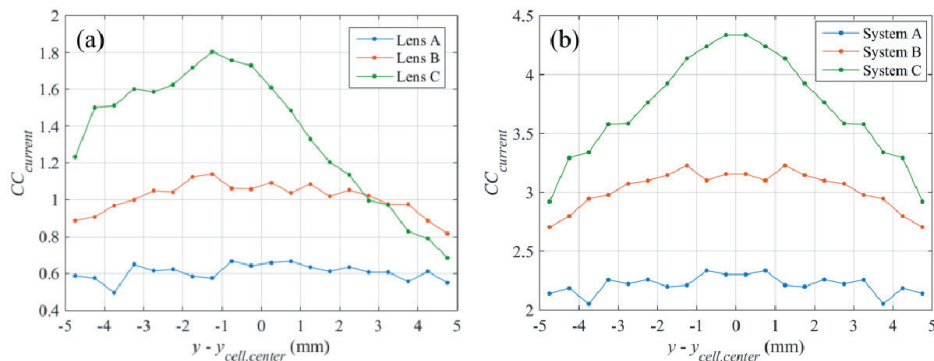 (a)
Lens A
Lens B
Lens C
1.8
1.6
1.4
1.2
1
0.8
0.6
0.4
CC_current
-5 -4 -3 -2 -1 0 1 2 3 4 5
y - y_cell,center (mm)
(b)
System A
System B
System C
4.5
4
3.5
3
2.5
2
CC_current
-5 -4 -3 -2 -1 0 1 2 3 4 5
y - y_cell,center (mm)